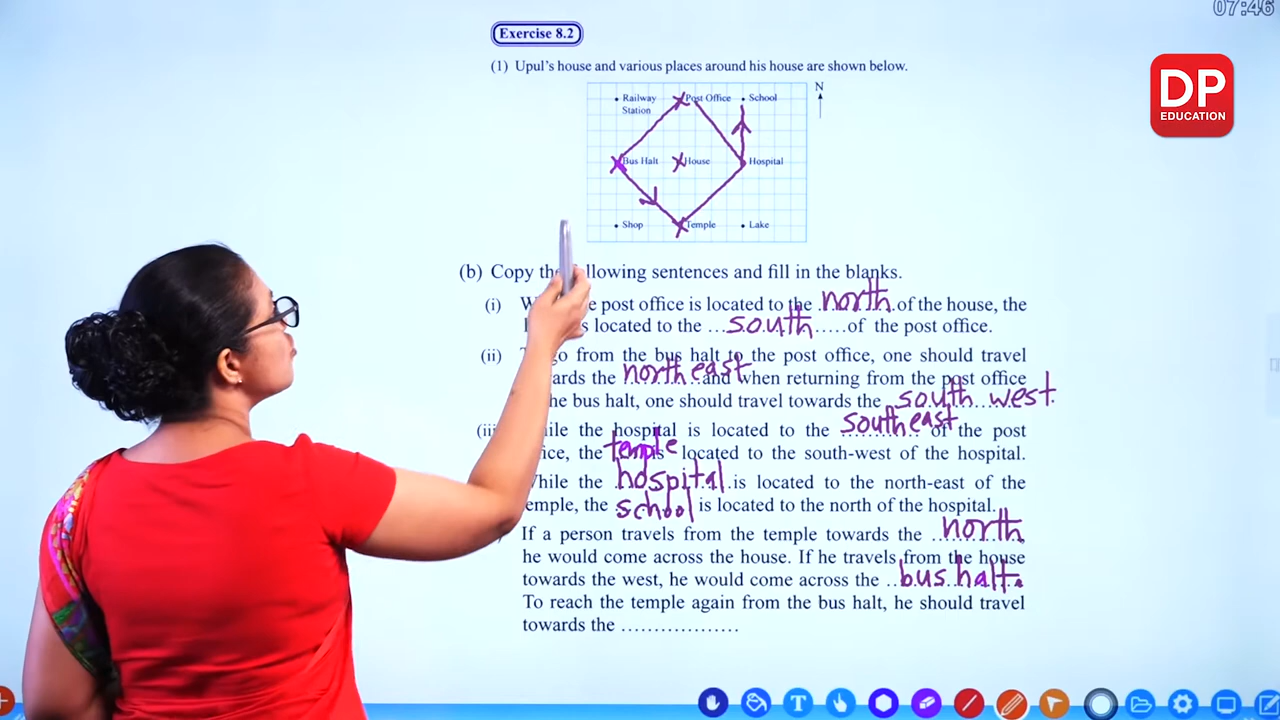 07:46
Exercise 8.2
DP
EDUCATION
(1) Upul's house and various places around his house are shown below.
N
Railway Post Office School
Station
Bus Halt House Hospital
Shop Temple Lake
(b) Copy the ollowing sentences and fill in the blanks.
(i) W e post office is located to the north of the house, the
s located to the ...south.....of the post office.
(ii) T go from the bus halt to the post office, one should travel
ards the north east and when returning from the post office
he bus halt, one should travel towards the south west.
(iii ile the hospital is located to the south east of the post
ice, the temple located to the south-west of the hospital.
While the hospital is located to the north-east of the
emple, the school is located to the north of the hospital.
If a person travels from the temple towards the north,
he would come across the house. If he travels from the house
towards the west, he would come across the ..bus halt.
To reach the temple again from the bus halt, he should travel
towards the ..................